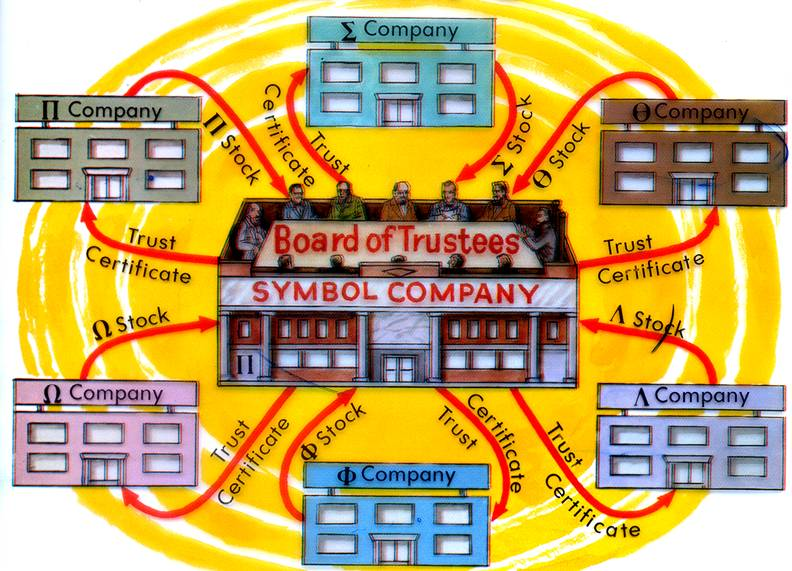 Σ Company
Π Company
Θ Company
Π Stock
Trust
Certificate
Σ Stock
Θ Stock
Board of Trustees
SYMBOL COMPANY
Π
Trust
Certificate
Trust
Certificate
Ω Stock
Λ Stock
Ω Company
Λ Company
Trust
Certificate
Φ Stock
Trust
Certificate
Trust
Certificate
Φ Company